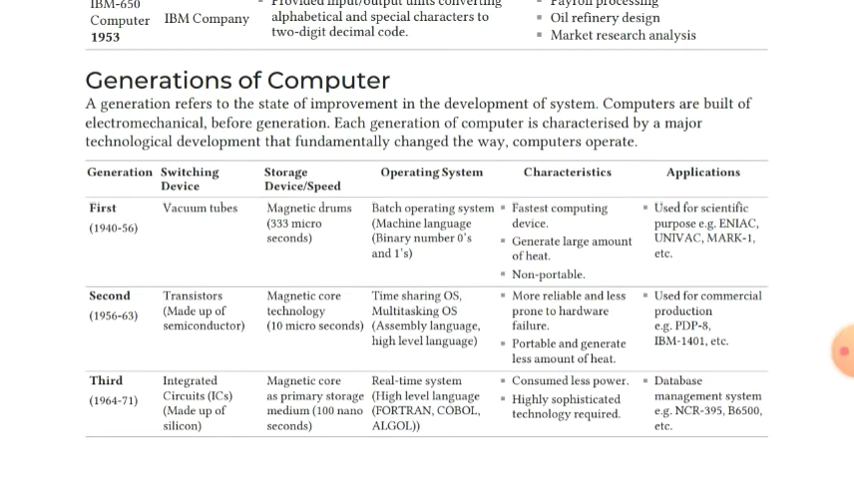 IBM-650
Computer
1953
IBM Company
Provided input/output units converting
alphabetical and special characters to
two-digit decimal code.
Payroll processing
Oil refinery design
Market research analysis
Generations of Computer
A generation refers to the state of improvement in the development of system. Computers are built of
electromechanical, before generation. Each generation of computer is characterised by a major
technological development that fundamentally changed the way, computers operate.
Generation
Switching
Device
Storage
Device/Speed
Operating System
Characteristics
Applications
First
(1940-56)
Vacuum tubes
Magnetic drums
(333 micro
seconds)
Batch operating system
(Machine language
(Binary number 0's
and 1's)
Fastest computing
device.
Generate large amount
of heat.
Non-portable.
Used for scientific
purpose e.g. ENIAC,
UNIVAC, MARK-1,
etc.
Second
(1956-63)
Transistors
(Made up of
semiconductor)
Magnetic core
technology
(10 micro seconds)
Time sharing OS,
Multitasking OS
(Assembly language,
high level language)
More reliable and less
prone to hardware
failure.
Portable and generate
less amount of heat.
Used for commercial
production
e.g. PDP-8,
IBM-1401, etc.
Third
(1964-71)
Integrated
Circuits (ICs)
(Made up of
silicon)
Magnetic core
as primary storage
medium (100 nano
seconds)
Real-time system
(High level language
(FORTRAN, COBOL,
ALGOL))
Consumed less power.
Highly sophisticated
technology required.
Database
management system
e.g. NCR-395, B6500,
etc.